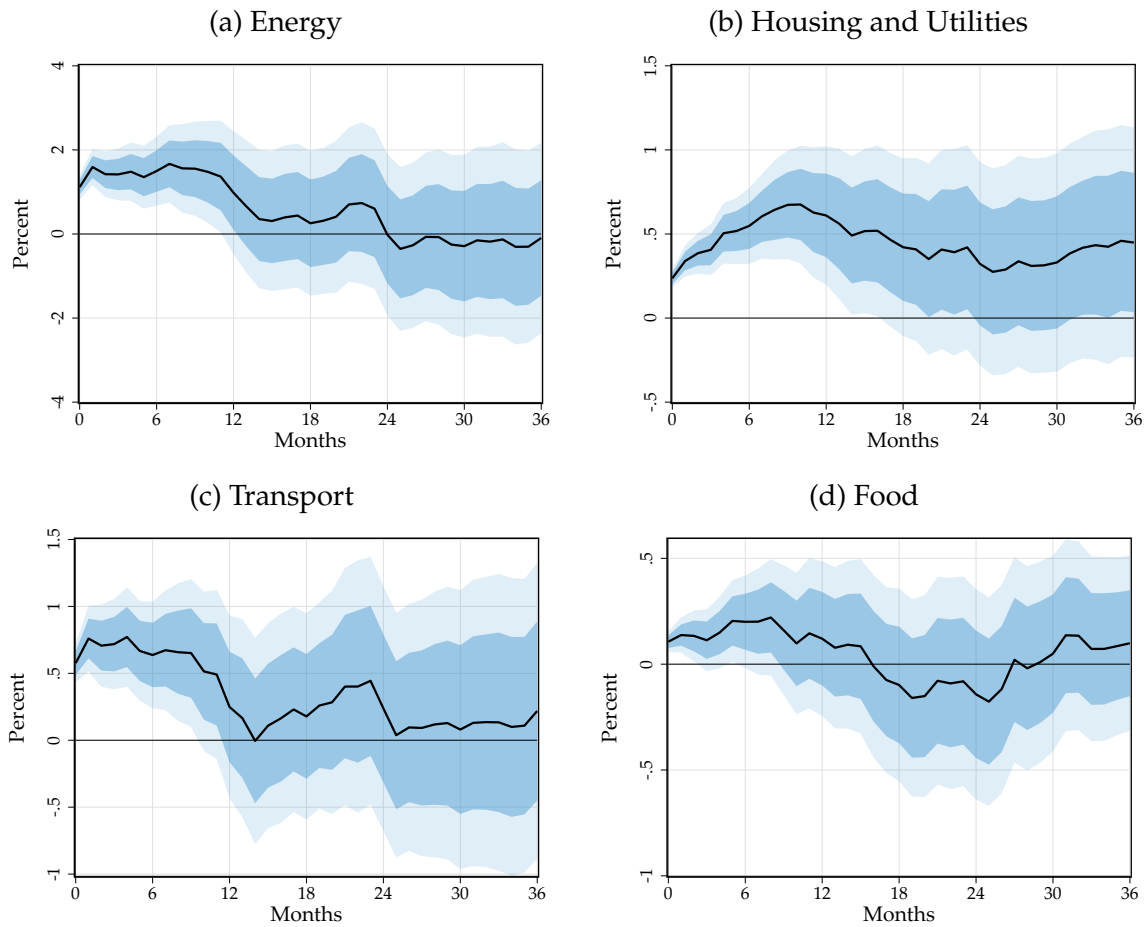 (a) Energy
Percent
4
2
0
-2
-4
0 6 12 18 24 30 36
Months
(b) Housing and Utilities
Percent
1.5
1
.5
0
-.5
0 6 12 18 24 30 36
Months
(c) Transport
Percent
1.5
1
.5
0
-.5
-1
0 6 12 18 24 30 36
Months
(d) Food
Percent
.5
0
-.5
-1
0 6 12 18 24 30 36
Months